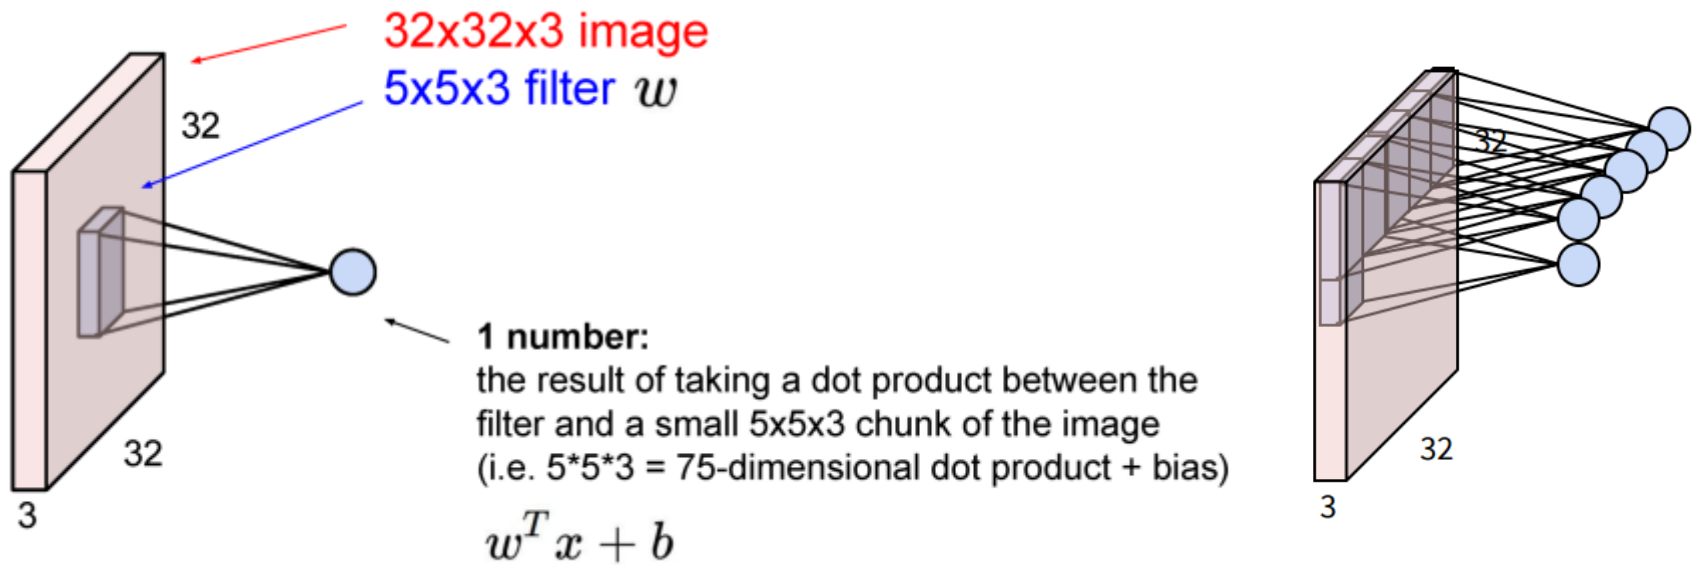 32x32x3 image
5x5x3 filter w
32
32
3
1 number:
the result of taking a dot product between the
filter and a small 5x5x3 chunk of the image
(i.e. 5*5*3 = 75-dimensional dot product + bias)
w^T x + b
32
32
3